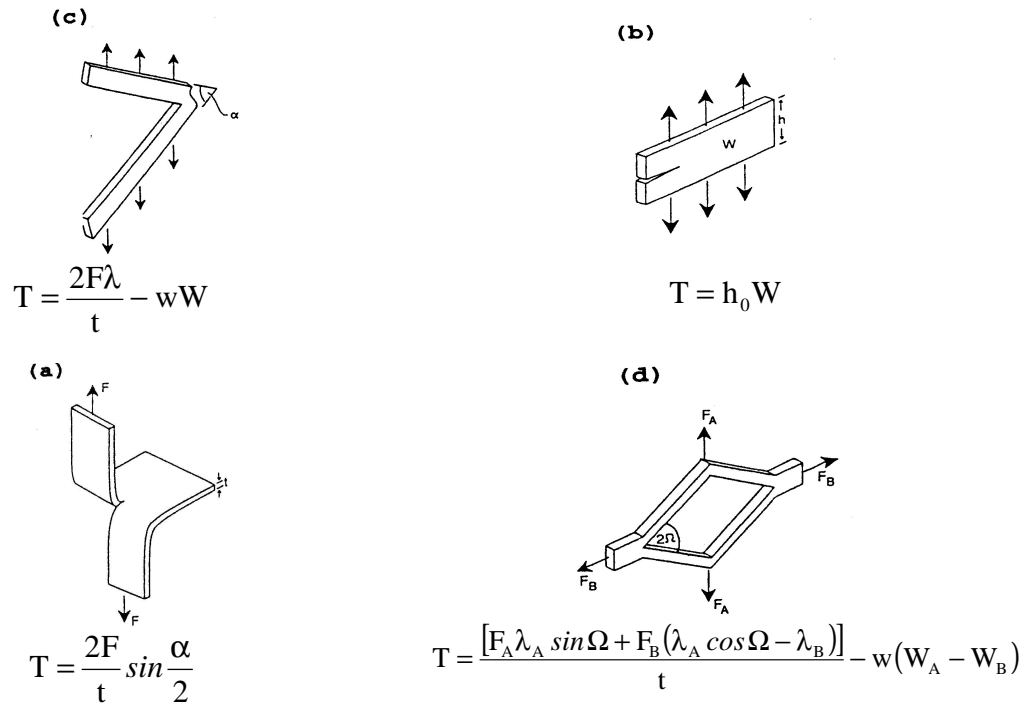 (c)
α
T = 2Fλ/t − wW
(b)
h
W
T = h₀W
(a)
F
t
F
T = 2F/t sin α/2
(d)
F_A
F_B
2Ω
F_B
F_A
T = [F_Aλ_A sinΩ + F_B(λ_A cosΩ − λ_B)]/t − w(W_A − W_B)